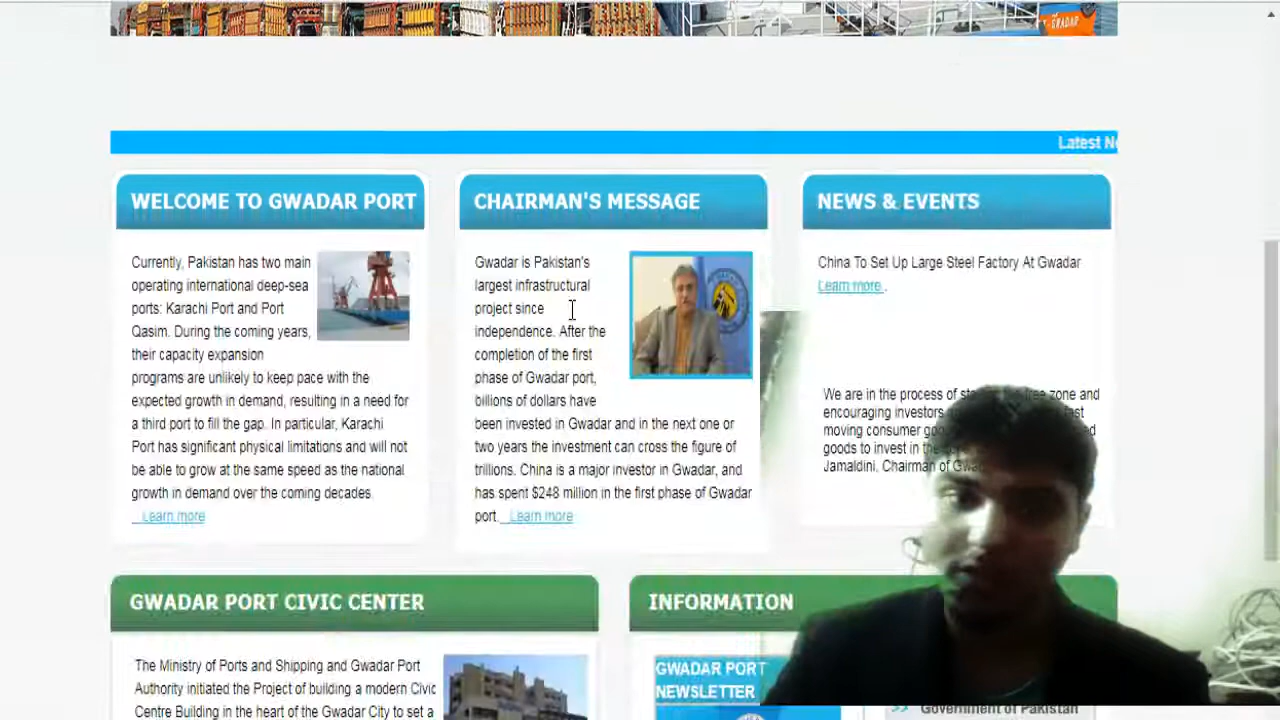 GWADAR
Latest
WELCOME TO GWADAR PORT
Currently, Pakistan has two main
operating international deep-sea
ports: Karachi Port and Port
Qasim. During the coming years,
their capacity expansion
programs are unlikely to keep pace with the
expected growth in demand, resulting in a need for
a third port to fill the gap. In particular, Karachi
Port has significant physical limitations and will not
be able to grow at the same speed as the national
growth in demand over the coming decades
...Learn more
CHAIRMAN'S MESSAGE
Gwadar is Pakistan's
largest infrastructural
project since
independence. After the
completion of the first
phase of Gwadar port,
billions of dollars have
been invested in Gwadar and in the next one or
two years the investment can cross the figure of
trillions. China is a major investor in Gwadar, and
has spent $248 million in the first phase of Gwadar
port...Learn more
NEWS & EVENTS
China To Set Up Large Steel Factory At Gwadar
Learn more .
We are in the process of free zone and
encouraging investors fast
moving consumer
goods to invest in the
Jamaldini, Chairman of
GWADAR PORT CIVIC CENTER
The Ministry of Ports and Shipping and Gwadar Port
Authority initiated the Project of building a modern Civic
Centre Building in the heart of the Gwadar City to set a
INFORMATION
GWADAR PORT
NEWSLETTER
>> Government of Pakistan